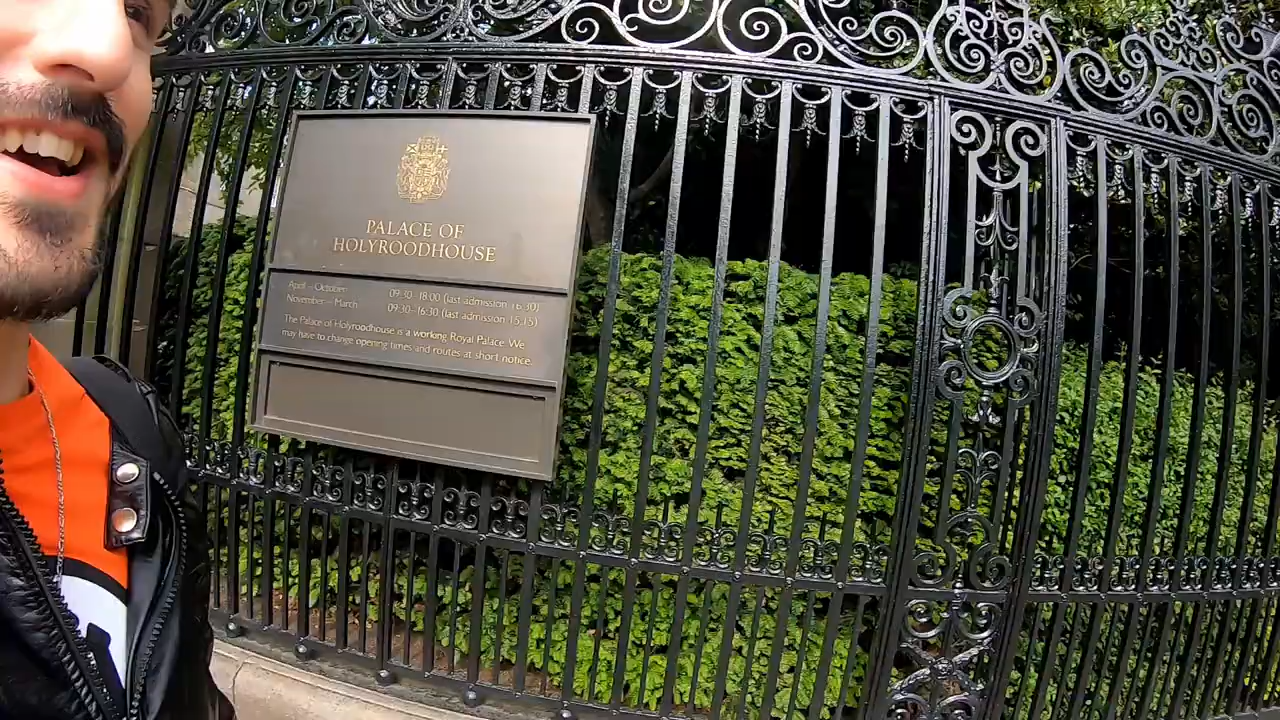 PALACE OF
HOLYROODHOUSE
April – October 09:30–18:00 (last admission 16:30)
November – March 09:30–16:30 (last admission 15.15)
The Palace of Holyroodhouse is a working Royal Palace. We
may have to change opening times and routes at short notice.